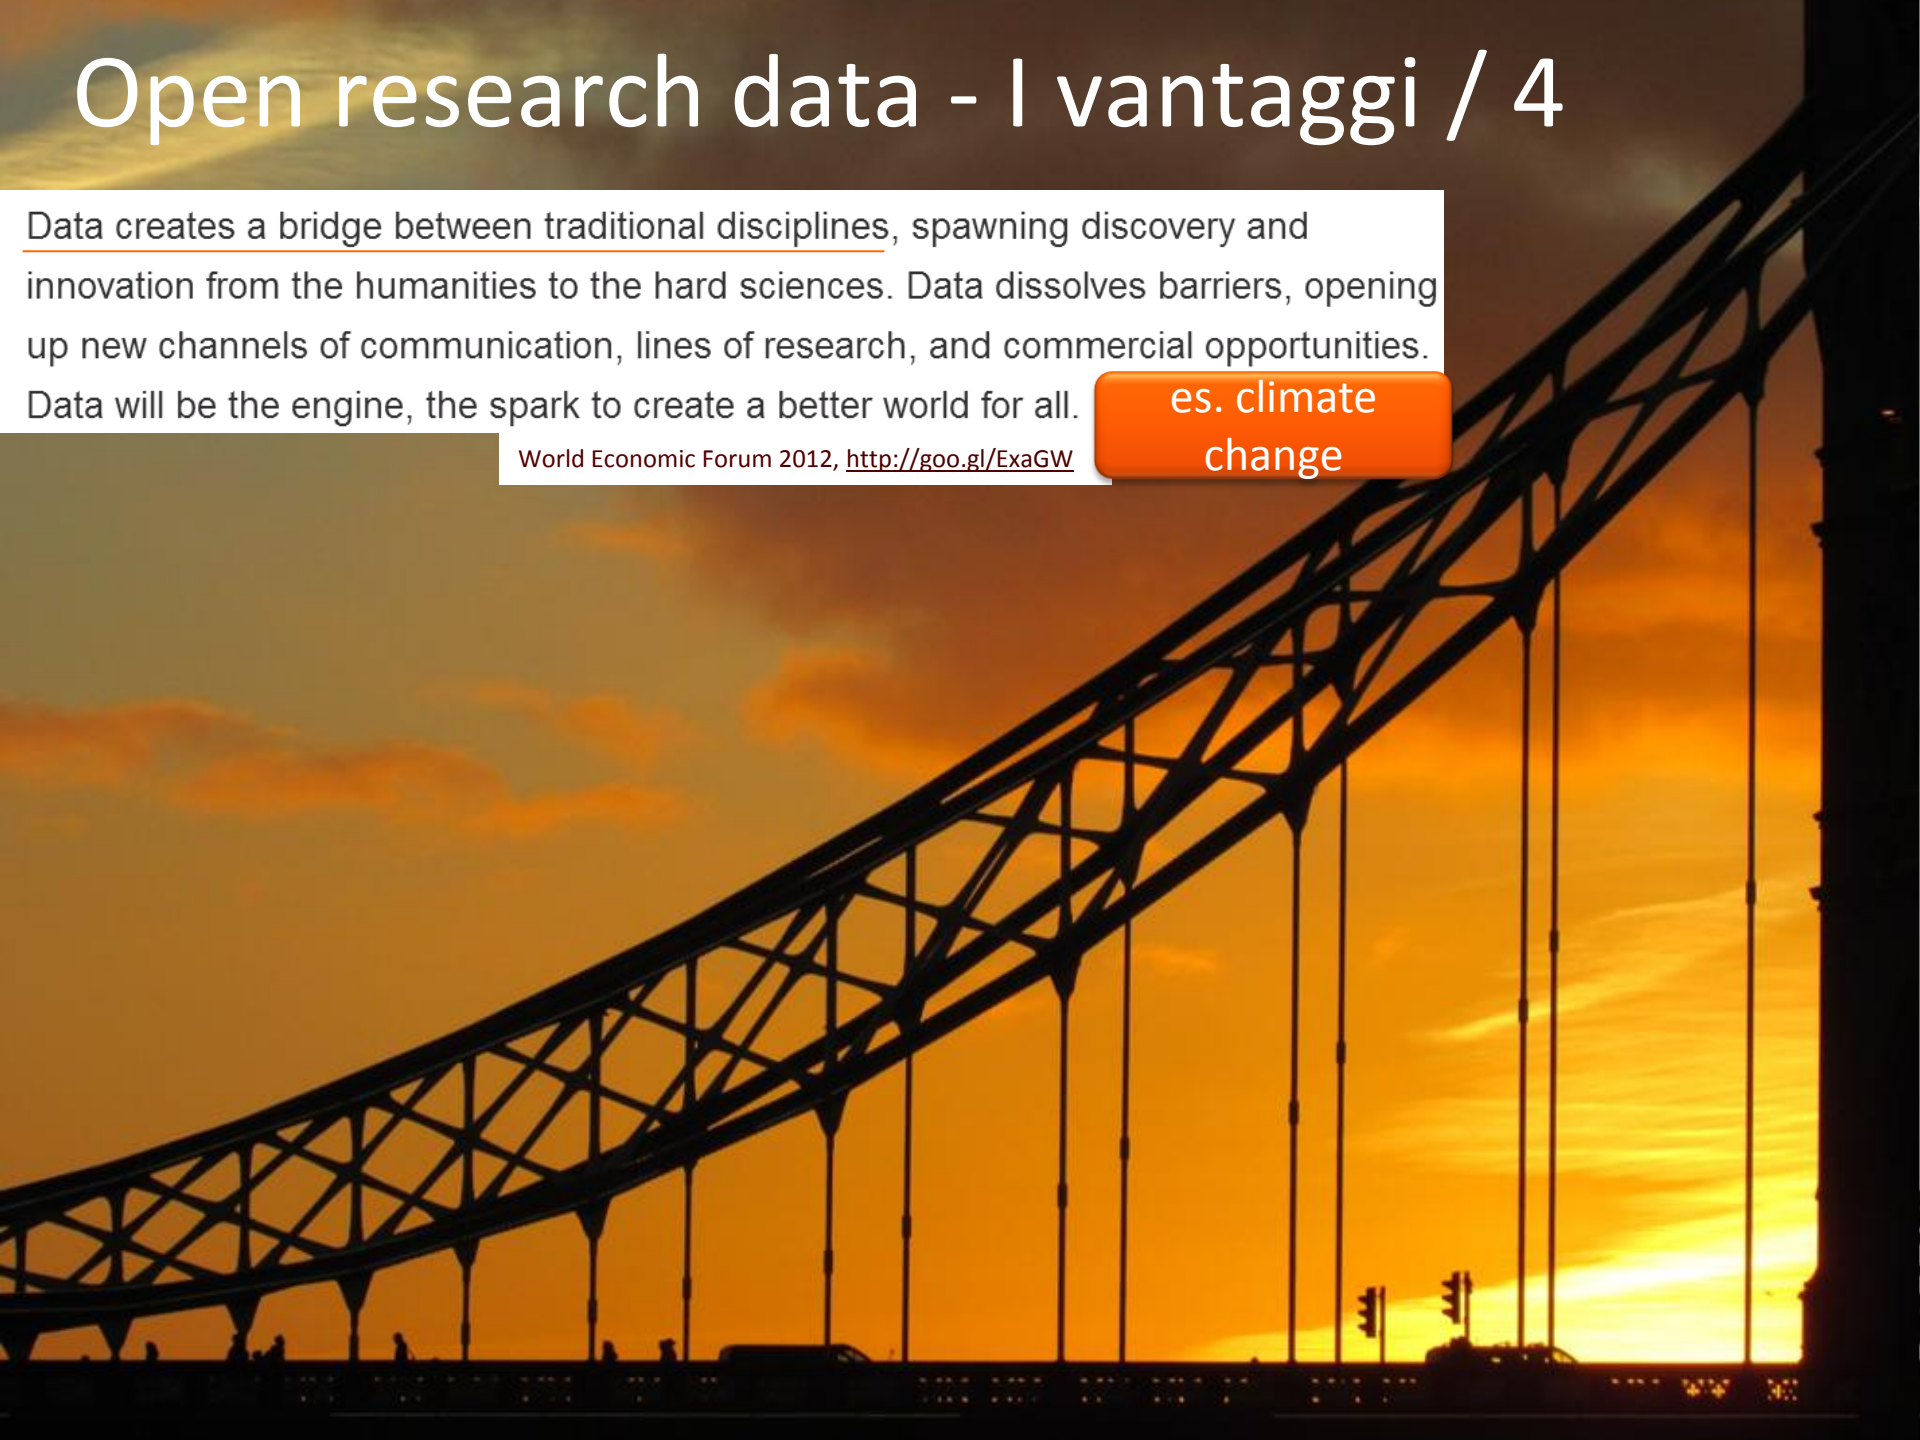 Open research data - I vantaggi / 4
Data creates a bridge between traditional disciplines, spawning discovery and
innovation from the humanities to the hard sciences. Data dissolves barriers, opening
up new channels of communication, lines of research, and commercial opportunities.
Data will be the engine, the spark to create a better world for all.
es. climate
change
World Economic Forum 2012, http://goo.gl/ExaGW